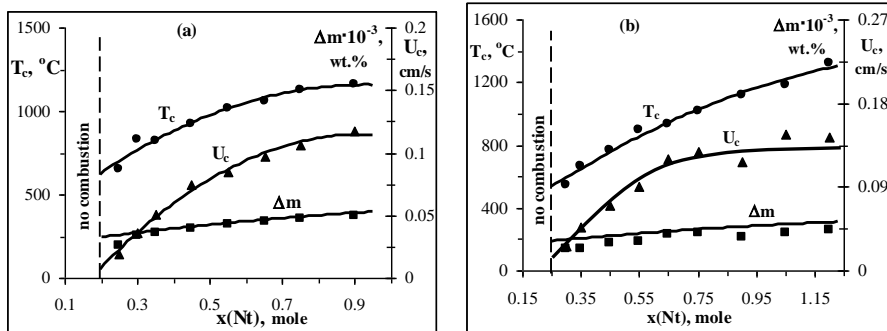 (a)
T_c, °C
Δm·10⁻³, wt.%
U_c, cm/s
1500
1000
500
0
0.2
0.15
0.1
0.05
0
no combustion
T_c
U_c
Δm
0.1 0.3 0.5 0.7 0.9
x(Nt), mole
(b)
T_c, °C
Δm·10⁻³, wt.%
U_c, cm/s
1600
1200
800
400
0
0.27
0.18
0.09
0
no combustion
T_c
U_c
Δm
0.15 0.35 0.55 0.75 0.95 1.15
x(Nt), mole